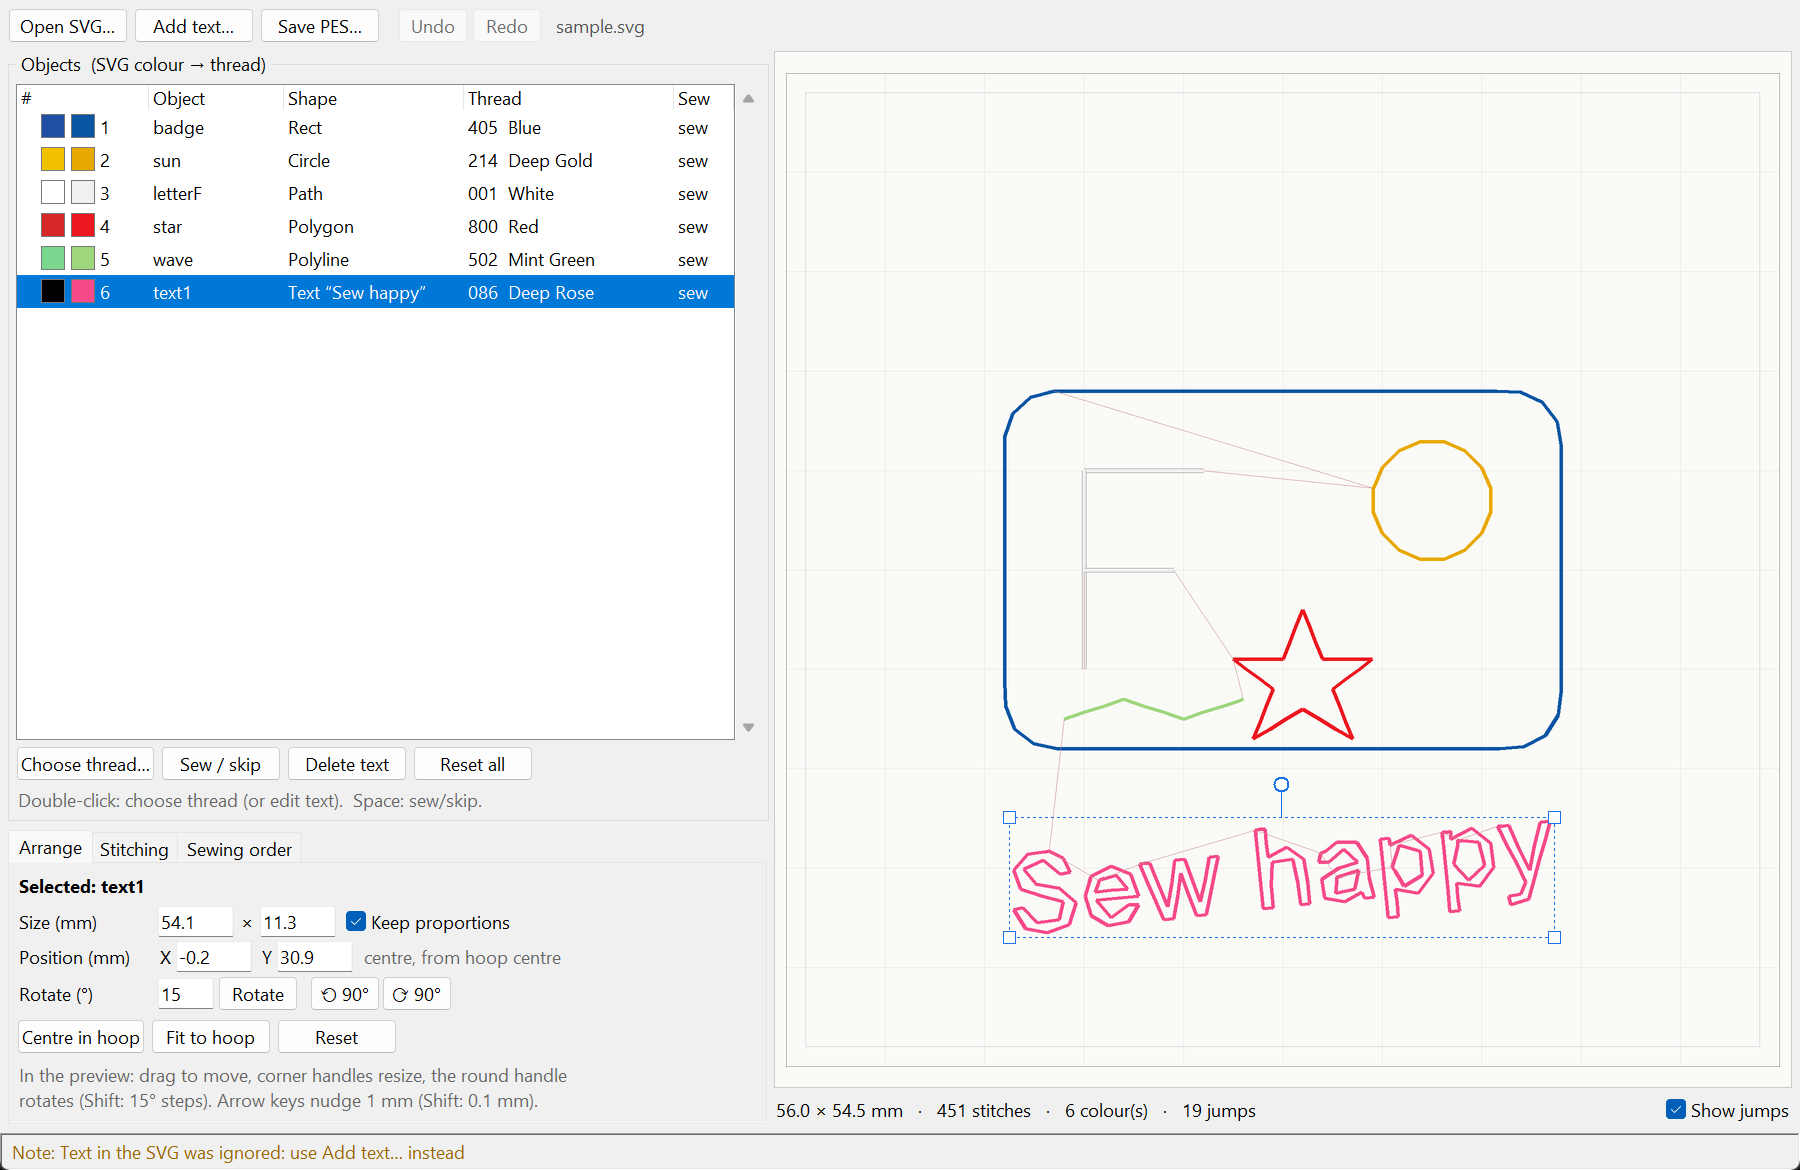 Open SVG... Add text... Save PES... Undo Redo sample.svg
Objects (SVG colour → thread)
# Object Shape Thread Sew
1 badge Rect 405 Blue sew
2 sun Circle 214 Deep Gold sew
3 letterF Path 001 White sew
4 star Polygon 800 Red sew
5 wave Polyline 502 Mint Green sew
6 text1 Text “Sew happy” 086 Deep Rose sew
Choose thread... Sew / skip Delete text Reset all
Double-click: choose thread (or edit text). Space: sew/skip.
Arrange Stitching Sewing order
Selected: text1
Size (mm) 54.1 × 11.3 Keep proportions
Position (mm) X -0.2 Y 30.9 centre, from hoop centre
Rotate (°) 15 Rotate ↺ 90° ↻ 90°
Centre in hoop Fit to hoop Reset
In the preview: drag to move, corner handles resize, the round handle
rotates (Shift: 15° steps). Arrow keys nudge 1 mm (Shift: 0.1 mm).
F
Sew happy
56.0 × 54.5 mm · 451 stitches · 6 colour(s) · 19 jumps Show jumps
Note: Text in the SVG was ignored: use Add text... instead